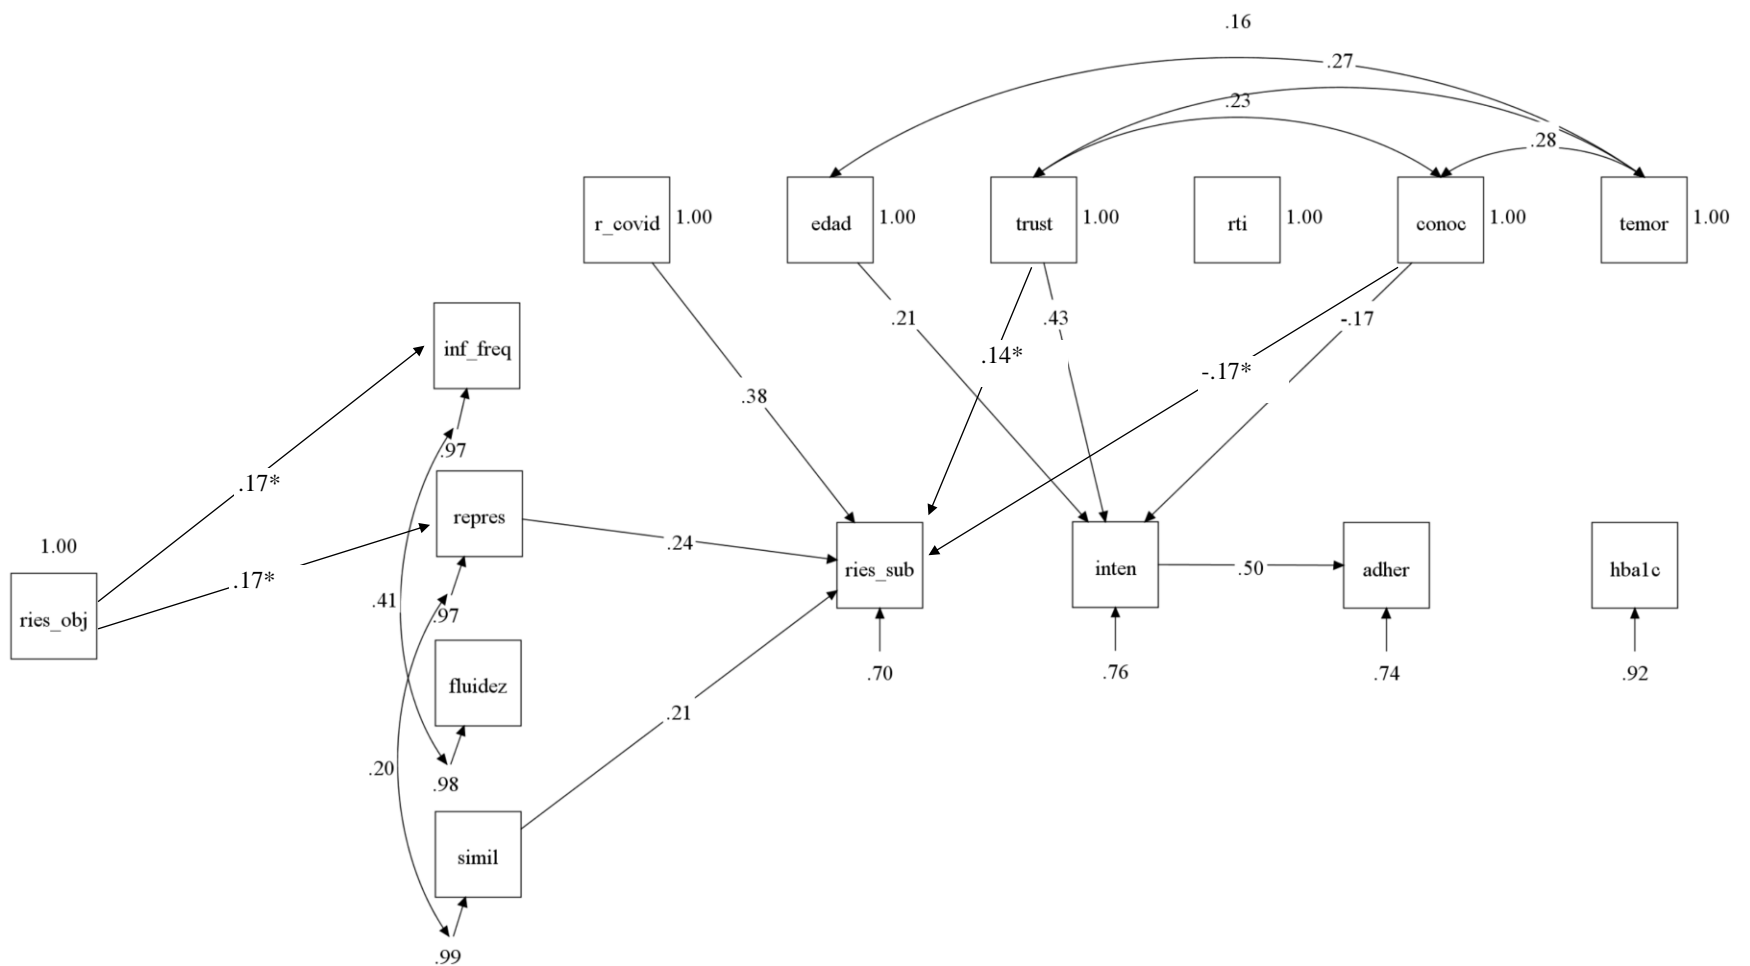 .16
.27
.23
.28
r_covid 1.00
edad 1.00
trust 1.00
rti 1.00
conoc 1.00
temor 1.00
.21
.43
-.17
inf_freq
.14*
-.17*
.38
.97
.17*
repres
.24
1.00
ries_sub
inten
.50
adher
hba1c
.17*
.41
.97
ries_obj
.70
.76
.74
.92
fluidez
.21
.20
.98
simil
.99